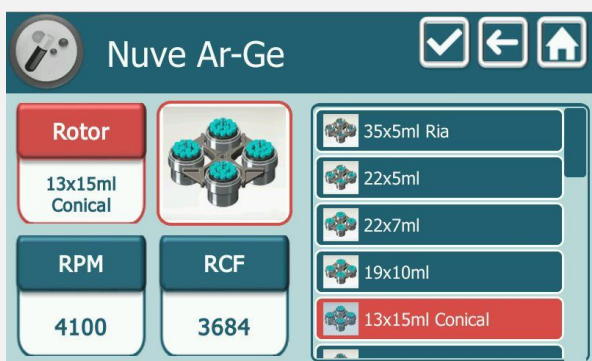 Nuve Ar-Ge
Rotor
13x15ml
Conical
RPM
4100
RCF
3684
35x5ml Ria
22x5ml
22x7ml
19x10ml
13x15ml Conical